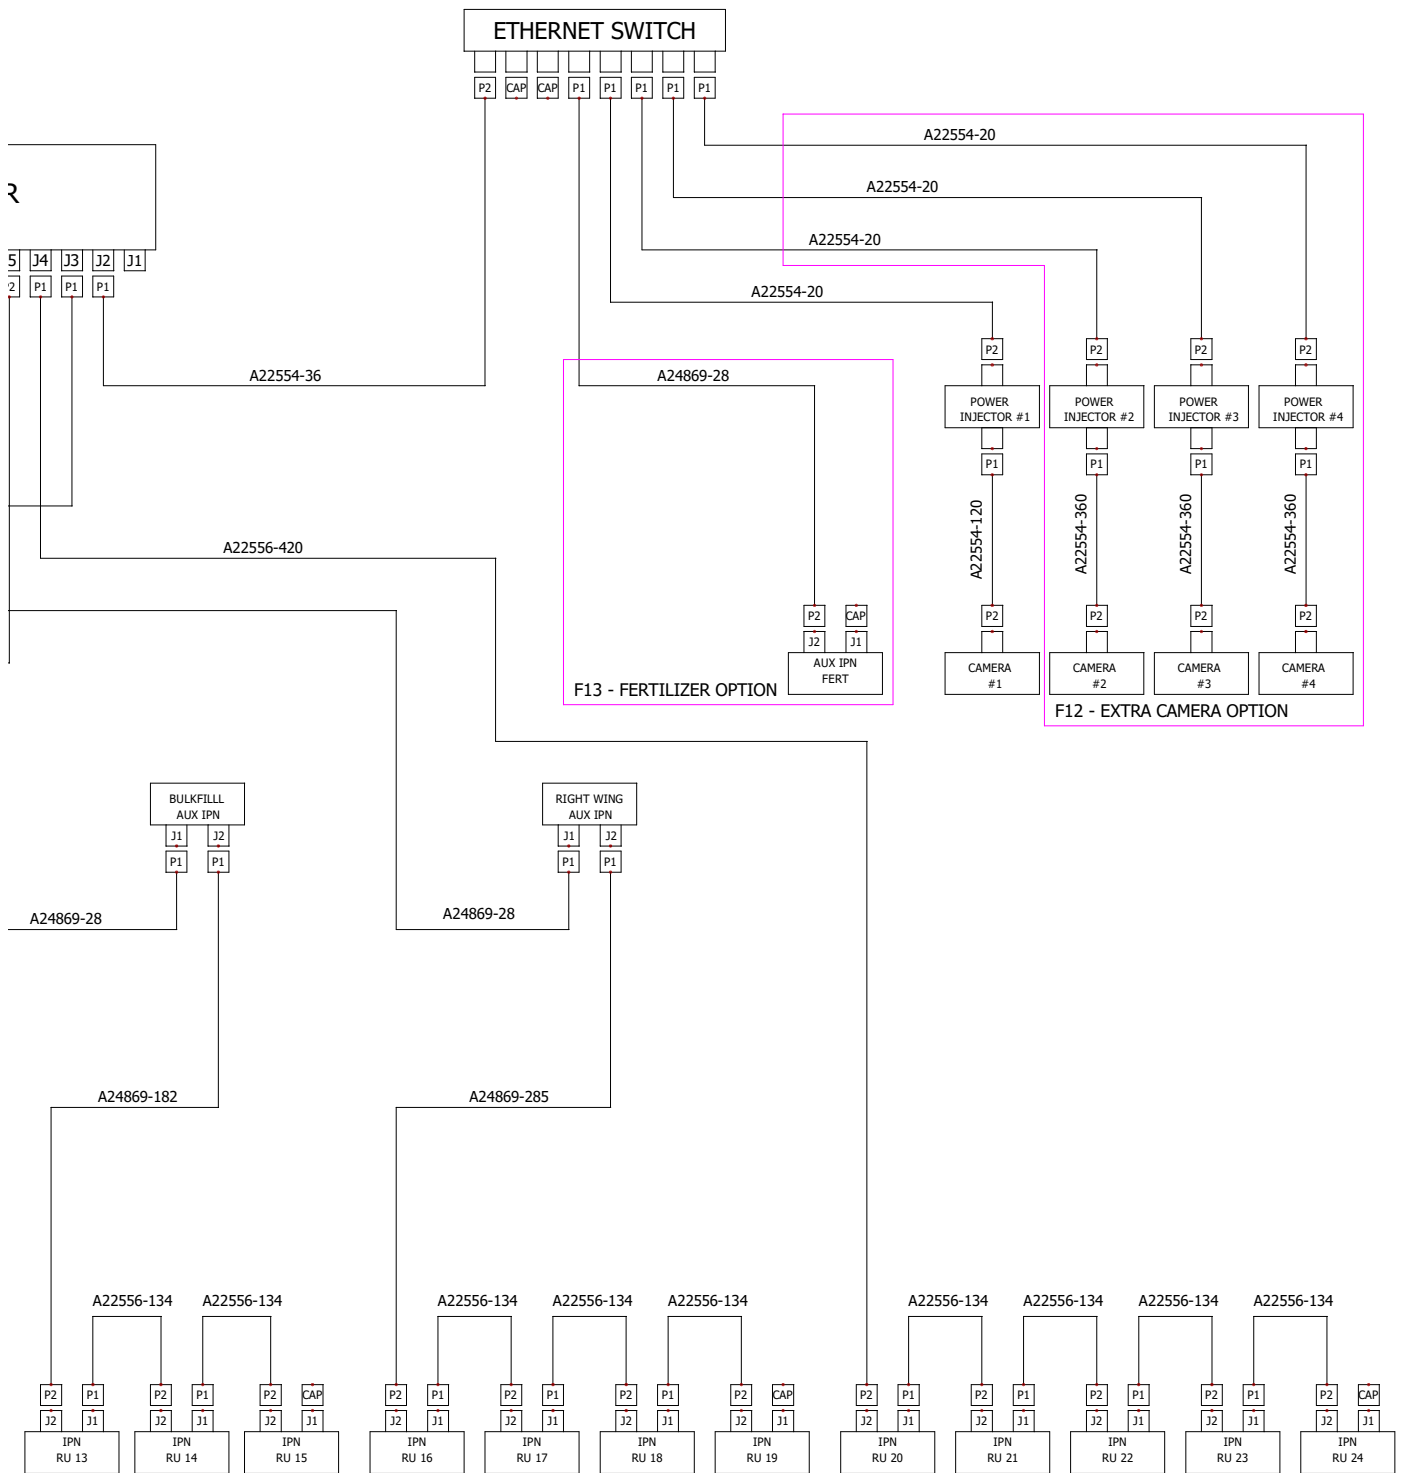 ETHERNET SWITCH
P2 CAP CAP P1 P1 P1 P1 P1
A22554-20
A22554-20
R
A22554-20
J4 J3 J2 J1
P1 P1 P1
A22554-20
P2 P2 P2 P2
A22554-36
A24869-28
POWER
INJECTOR #1
POWER
INJECTOR #2
POWER
INJECTOR #3
POWER
INJECTOR #4
P1 P1 P1 P1
A22554-120
A22554-360
A22554-360
A22554-360
A22556-420
P2 CAP
J2 J1
AUX IPN
FERT
F13 - FERTILIZER OPTION
P2 P2 P2 P2
CAMERA
#1
CAMERA
#2
CAMERA
#3
CAMERA
#4
F12 - EXTRA CAMERA OPTION
BULKFILLL
AUX IPN
J1 J2
P1 P1
RIGHT WING
AUX IPN
J1 J2
P1 P1
A24869-28
A24869-28
A24869-182
A24869-285
A22556-134 A22556-134 A22556-134 A22556-134 A22556-134 A22556-134 A22556-134 A22556-134 A22556-134
P2 P1 P2 P1 P2 CAP P2 P1 P2 P1 P2 P1 P2 CAP P2 P1 P2 P1 P2 P1 P2 P1 P2 CAP
J2 J1 J2 J1 J2 J1 J2 J1 J2 J1 J2 J1 J2 J1 J2 J1 J2 J1 J2 J1 J2 J1 J2 J1
IPN
RU 13
IPN
RU 14
IPN
RU 15
IPN
RU 16
IPN
RU 17
IPN
RU 18
IPN
RU 19
IPN
RU 20
IPN
RU 21
IPN
RU 22
IPN
RU 23
IPN
RU 24